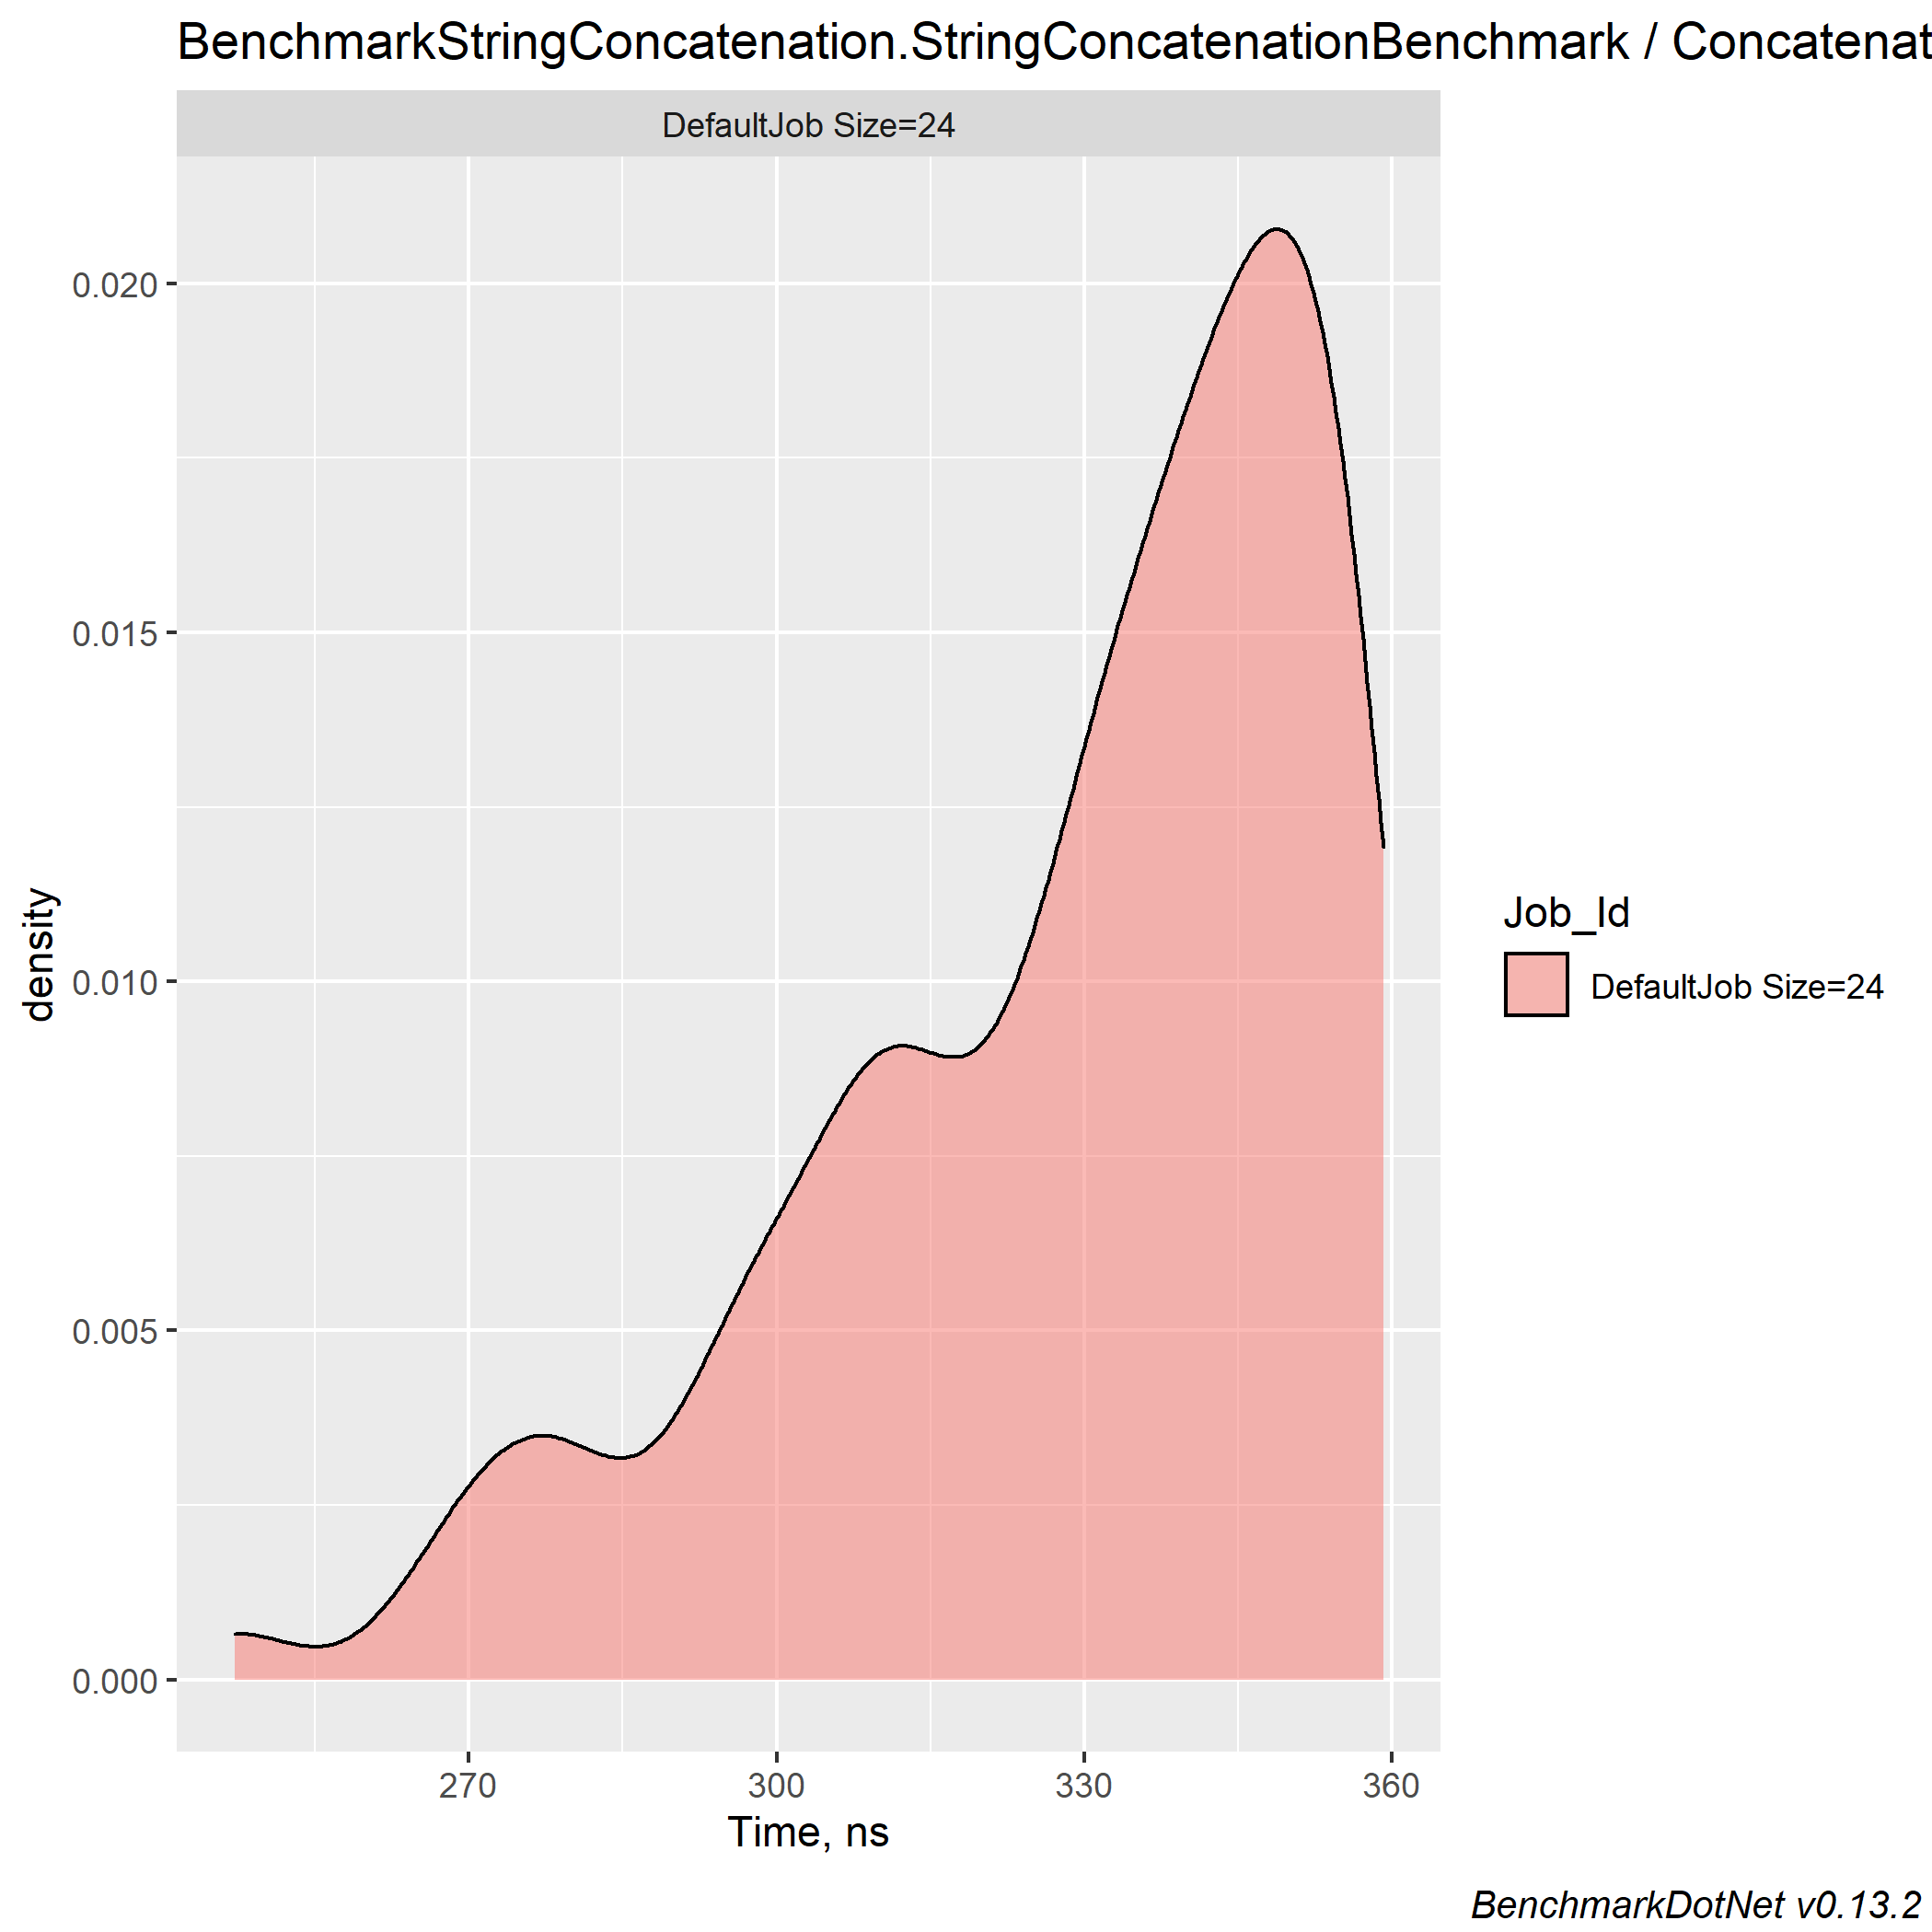 BenchmarkStringConcatenation.StringConcatenationBenchmark / Concatenat
DefaultJob Size=24
0.020
0.015
0.010
0.005
0.000
density
270 300 330 360
Time, ns
Job_Id
DefaultJob Size=24
BenchmarkDotNet v0.13.2